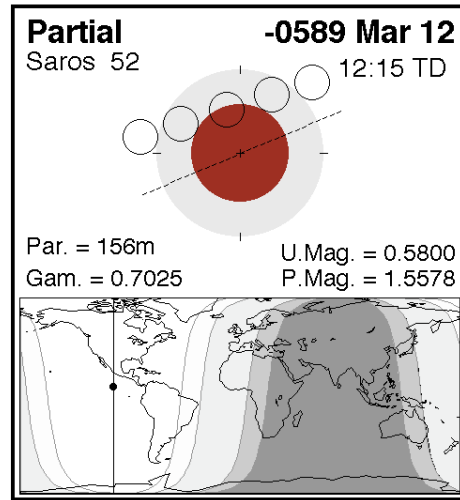 Partial -0589 Mar 12
Saros 52 12:15 TD
Par. = 156m U.Mag. = 0.5800
Gam. = 0.7025 P.Mag. = 1.5578